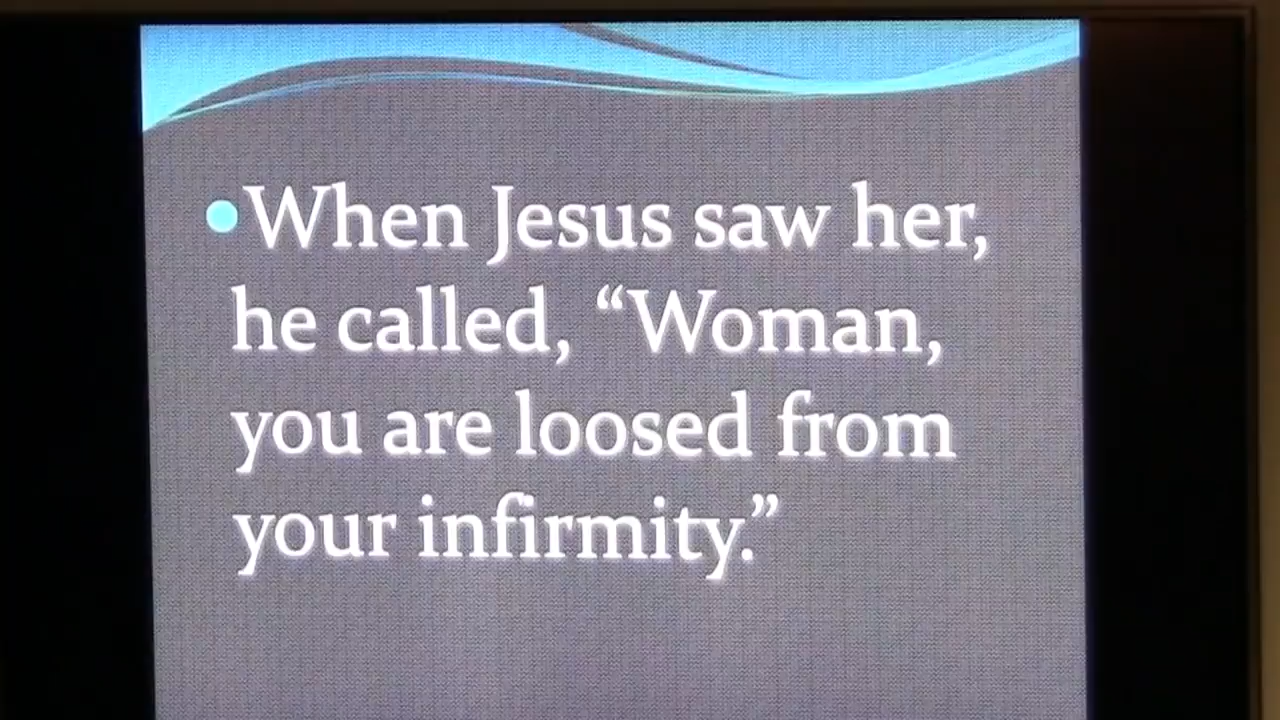 •When Jesus saw her,
he called, “Woman,
you are loosed from
your infirmity.”